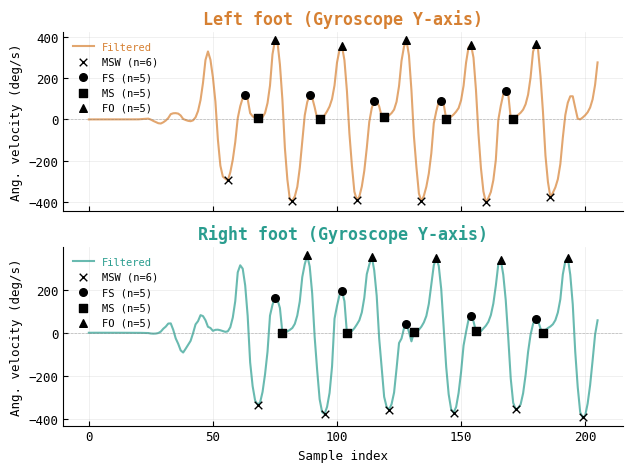 Left foot (Gyroscope Y-axis)
Ang. velocity (deg/s)
400
200
0
−200
−400
Filtered
MSW (n=6)
FS (n=5)
MS (n=5)
FO (n=5)
Right foot (Gyroscope Y-axis)
Ang. velocity (deg/s)
200
0
−200
−400
Filtered
MSW (n=6)
FS (n=5)
MS (n=5)
FO (n=5)
0 50 100 150 200
Sample index